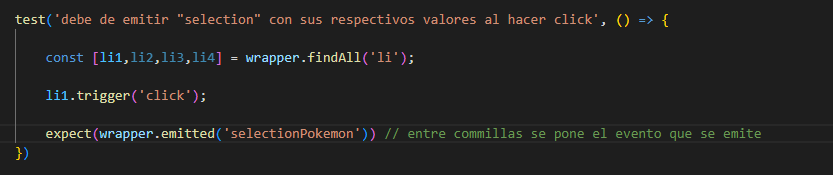 test('debe de emitir "selection" con sus respectivos valores al hacer click', () => {
const [li1,li2,li3,li4] = wrapper.findAll('li');
li1.trigger('click');
expect(wrapper.emitted('selectionPokemon')) // entre commillas se pone el evento que se emite
})